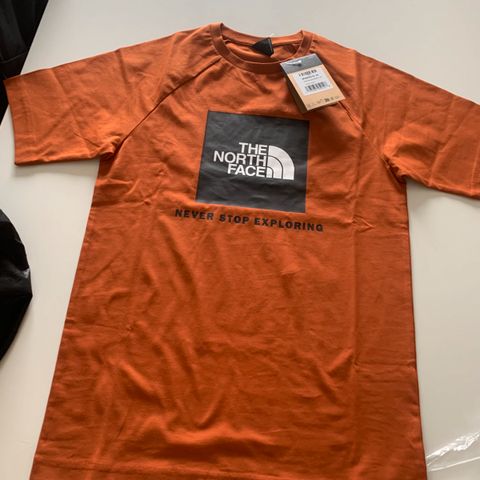 THE
NORTH
FACE
NEVER STOP EXPLORING